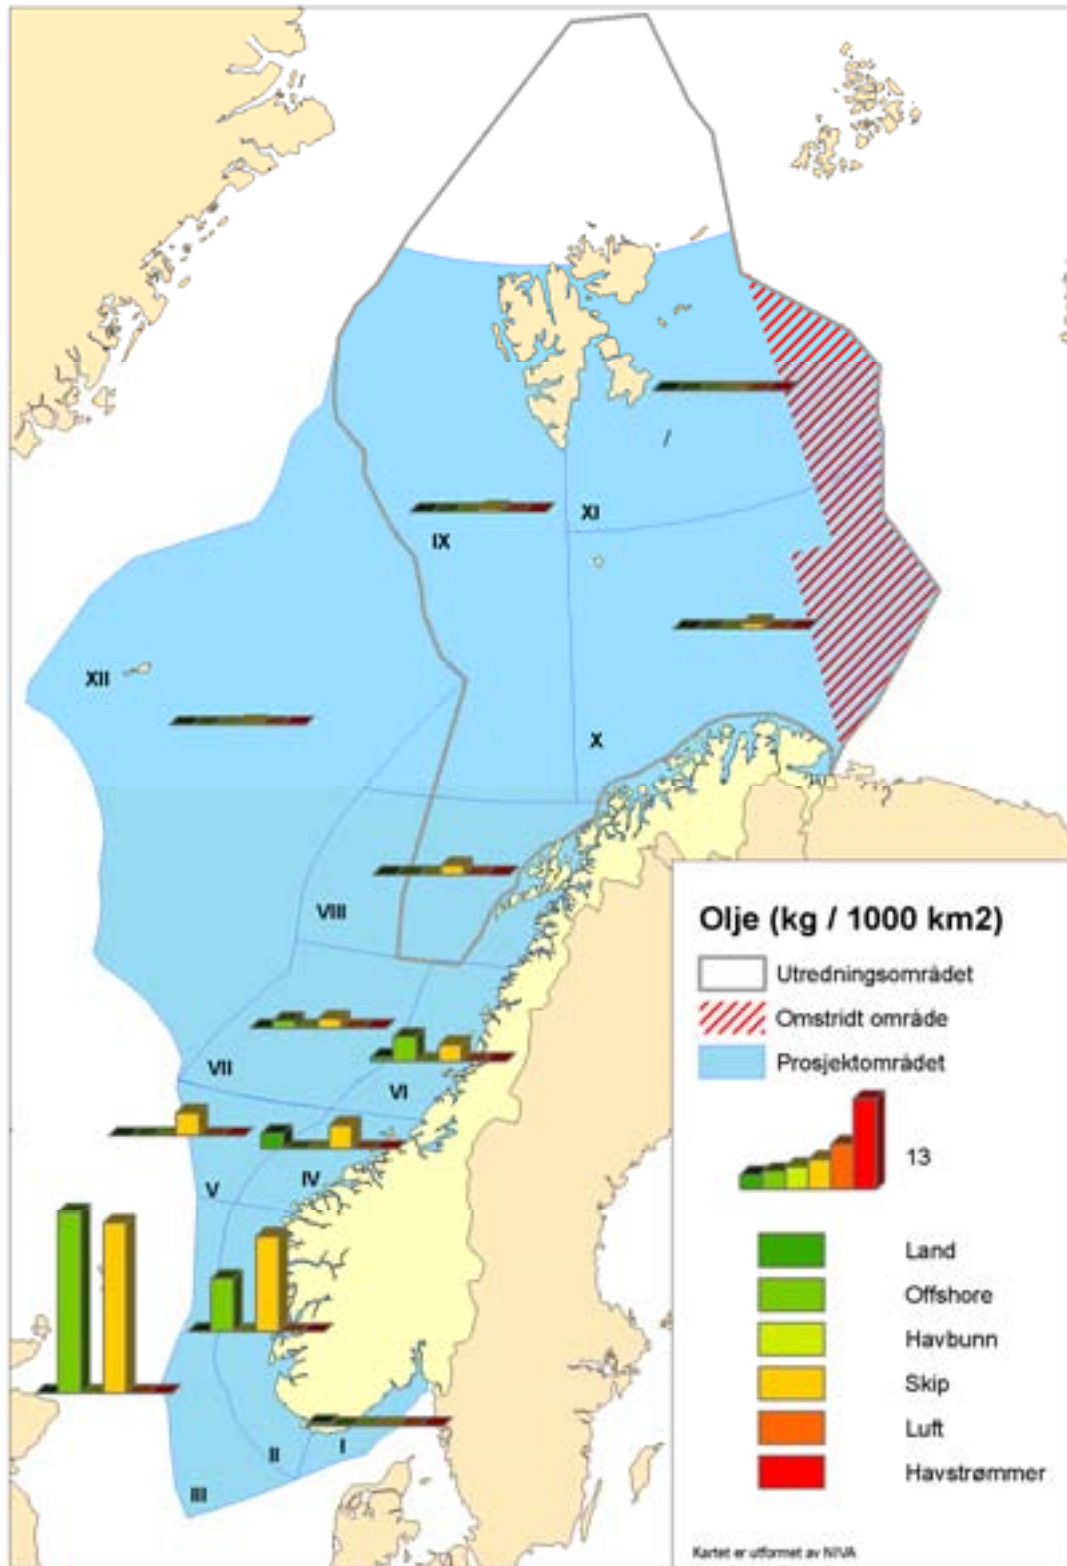 XI
IX
XII
X
VIII
VII
VI
IV
V
II
I
III
Olje (kg / 1000 km2)
Utredningsområdet
Omstridt område
Prosjektområdet
13
Land
Offshore
Havbunn
Skip
Luft
Havstrømmer
Kartet er utformet av NIVA